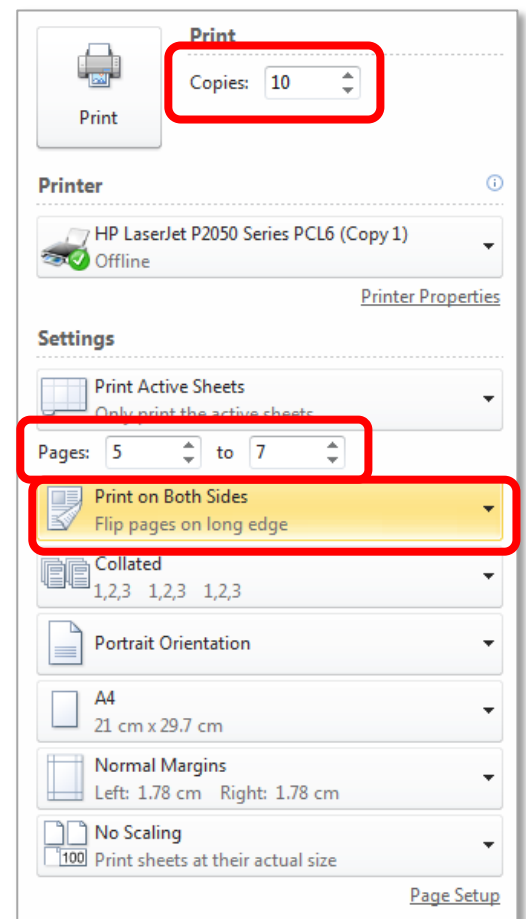 Print
Copies: 10
Print
Printer
HP LaserJet P2050 Series PCL6 (Copy 1)
Offline
Printer Properties
Settings
Print Active Sheets
Only print the active sheets
Pages: 5 to 7
Print on Both Sides
Flip pages on long edge
Collated
1,2,3 1,2,3 1,2,3
Portrait Orientation
A4
21 cm x 29.7 cm
Normal Margins
Left: 1.78 cm Right: 1.78 cm
No Scaling
100 Print sheets at their actual size
Page Setup